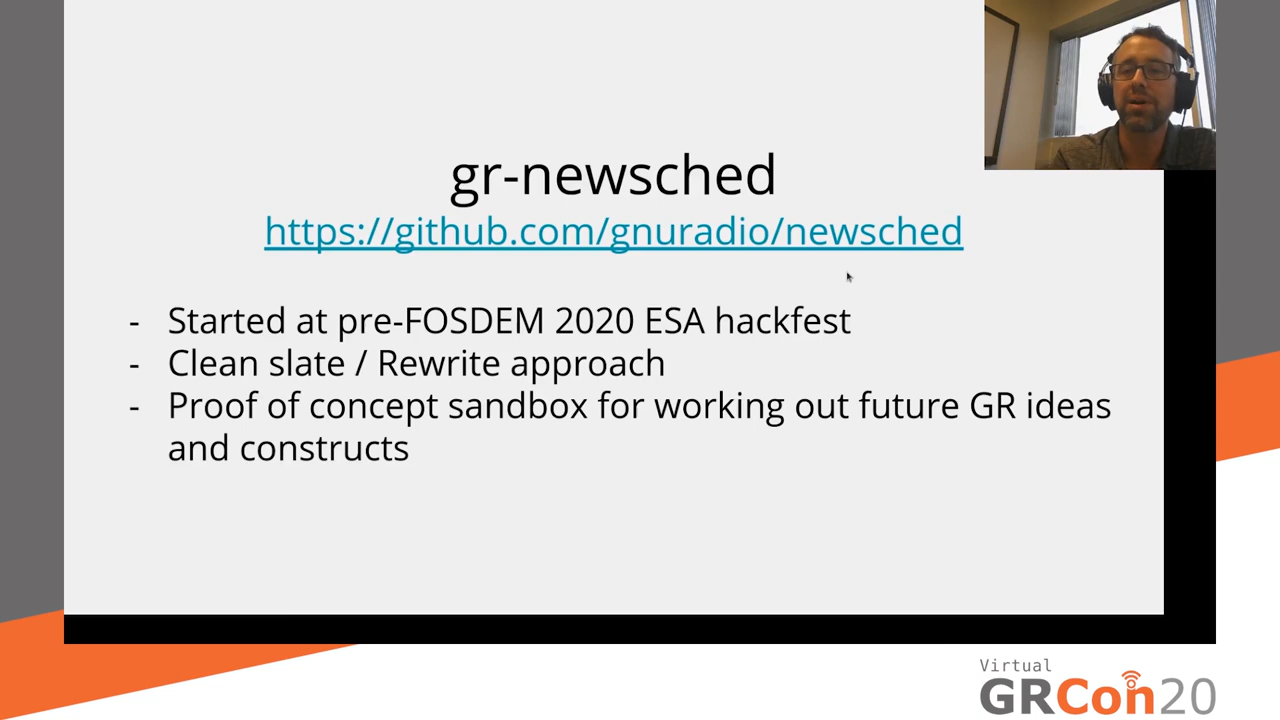 gr-newsched
https://github.com/gnuradio/newsched
- Started at pre-FOSDEM 2020 ESA hackfest
- Clean slate / Rewrite approach
- Proof of concept sandbox for working out future GR ideas
and constructs
Virtual
GRCon20